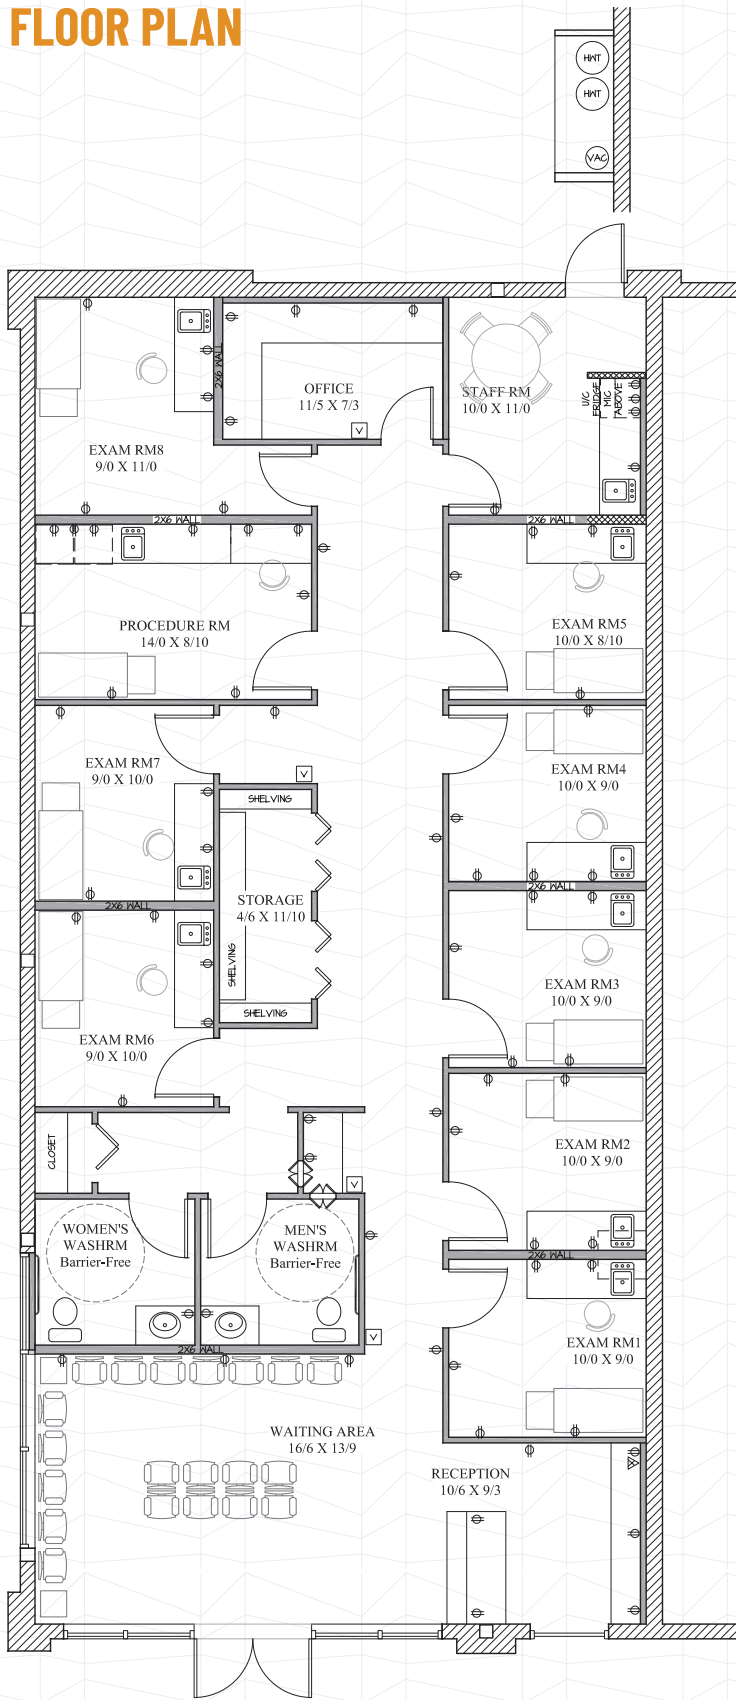 FLOOR PLAN
HWT
HWT
VAC
2X6 WALL
OFFICE
11/5 X 7/3
STAFF RM
10/0 X 11/0
U/C
FRIDGE
MIC
ABOVE
V
EXAM RM8
9/0 X 11/0
2X6 WALL
2X6 WALL
PROCEDURE RM
14/0 X 8/10
EXAM RM5
10/0 X 8/10
EXAM RM7
9/0 X 10/0
V
EXAM RM4
10/0 X 9/0
SHELVING
2X6 WALL
STORAGE
4/6 X 11/10
2X6 WALL
SHELVING
EXAM RM3
10/0 X 9/0
SHELVING
EXAM RM6
9/0 X 10/0
CLOSET
V
EXAM RM2
10/0 X 9/0
WOMEN'S
WASHRM
Barrier-Free
MEN'S
WASHRM
Barrier-Free
2X6 WALL
V
2X6 WALL
EXAM RM1
10/0 X 9/0
WAITING AREA
16/6 X 13/9
RECEPTION
10/6 X 9/3